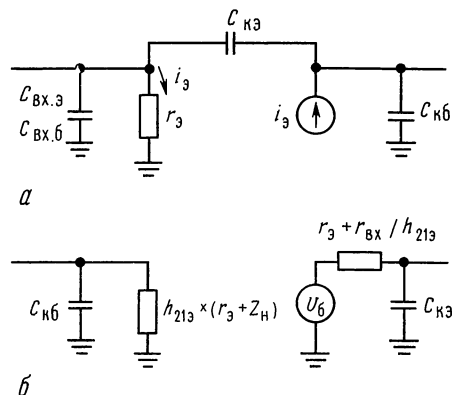 C кэ
C вх.э
C вх.б
i э
r э
i э
C кб
а
r э + r вх / h 21э
C кб
h 21э × (r э + Z н)
U б
C кэ
б